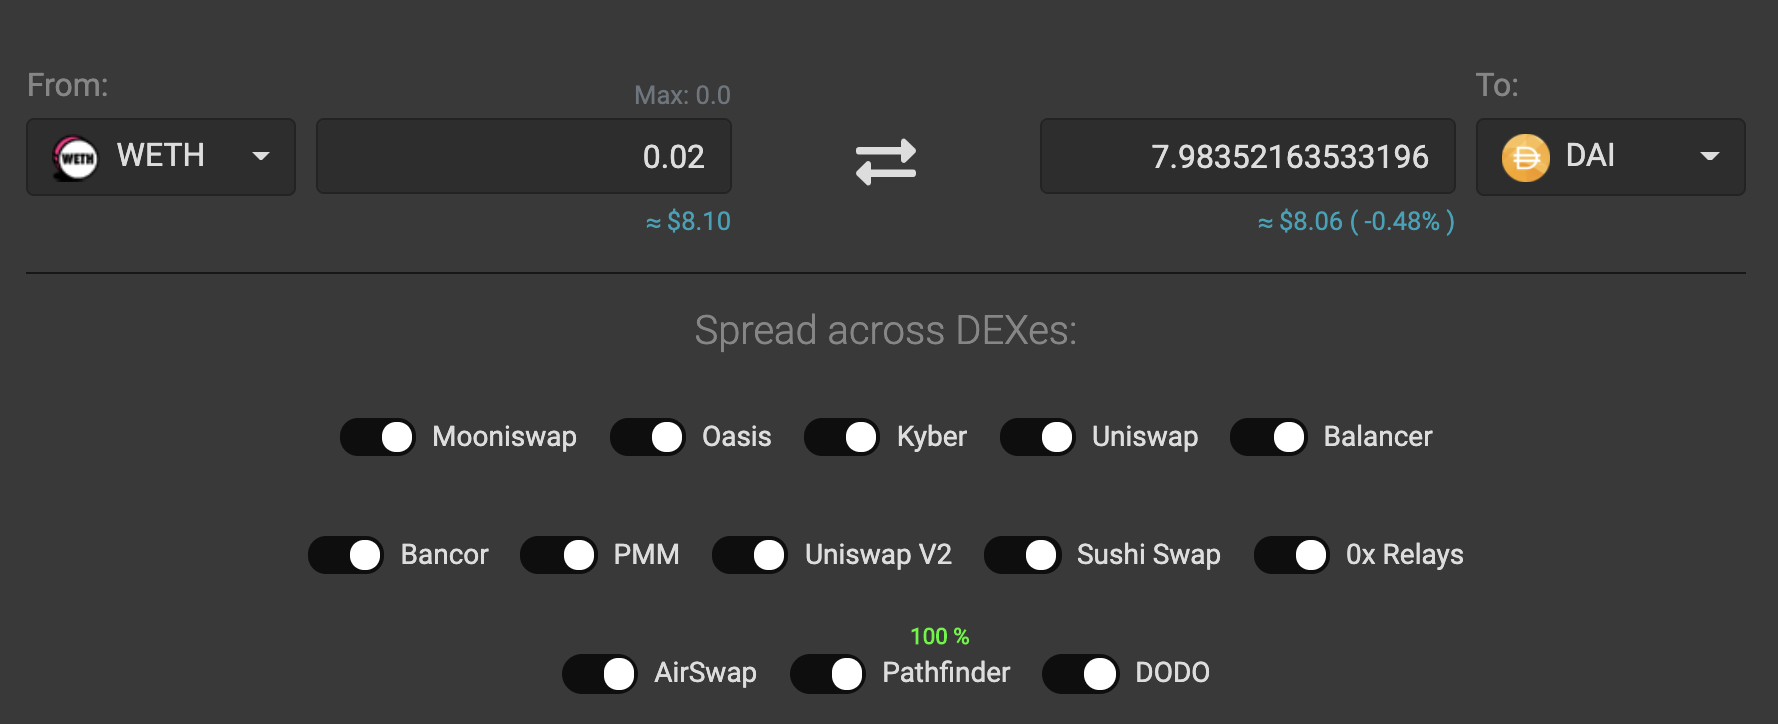 From:
Max: 0.0
To:
WETH WETH
0.02
7.98352163533196
DAI
≈ $8.10
≈ $8.06 ( -0.48% )
Spread across DEXes:
Mooniswap Oasis Kyber Uniswap Balancer
Bancor PMM Uniswap V2 Sushi Swap 0x Relays
100 %
AirSwap Pathfinder DODO